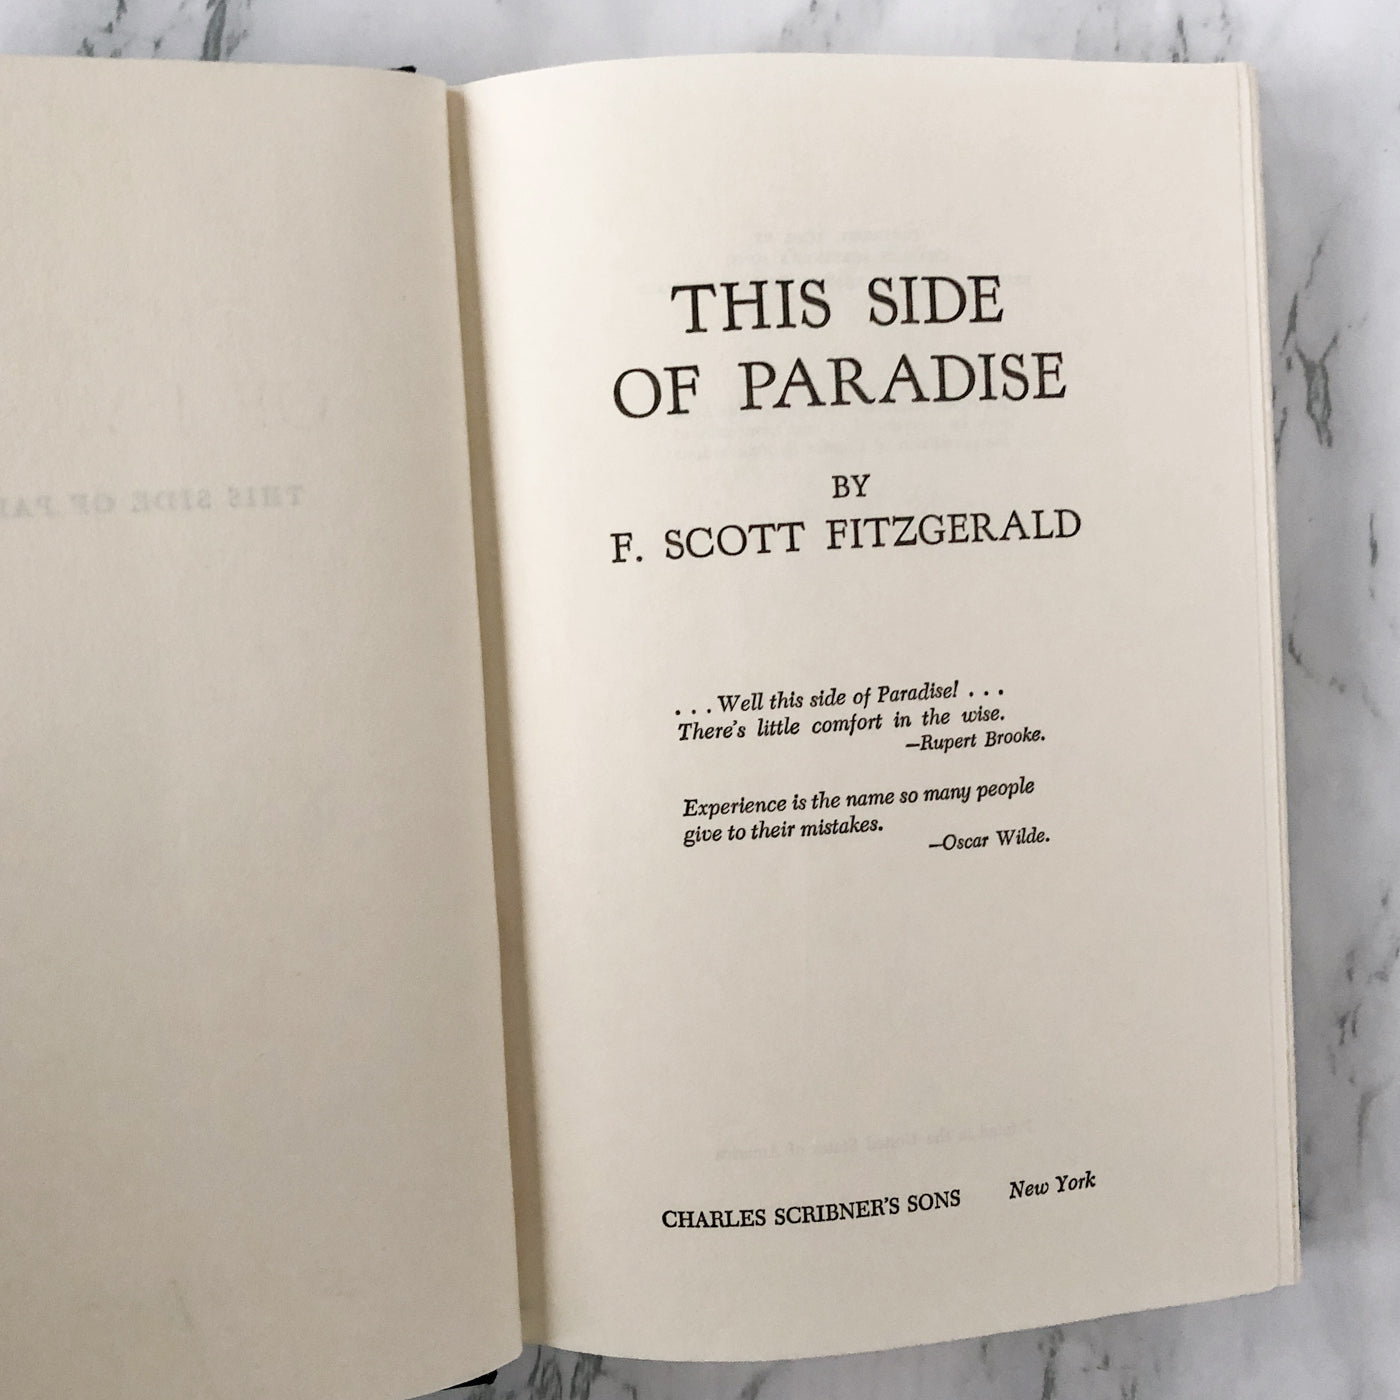 THIS SIDE
OF PARADISE
BY
F. SCOTT FITZGERALD
. . . Well this side of Paradise! . . .
There's little comfort in the wise.
—Rupert Brooke.
Experience is the name so many people
give to their mistakes.
—Oscar Wilde.
CHARLES SCRIBNER'S SONS New York